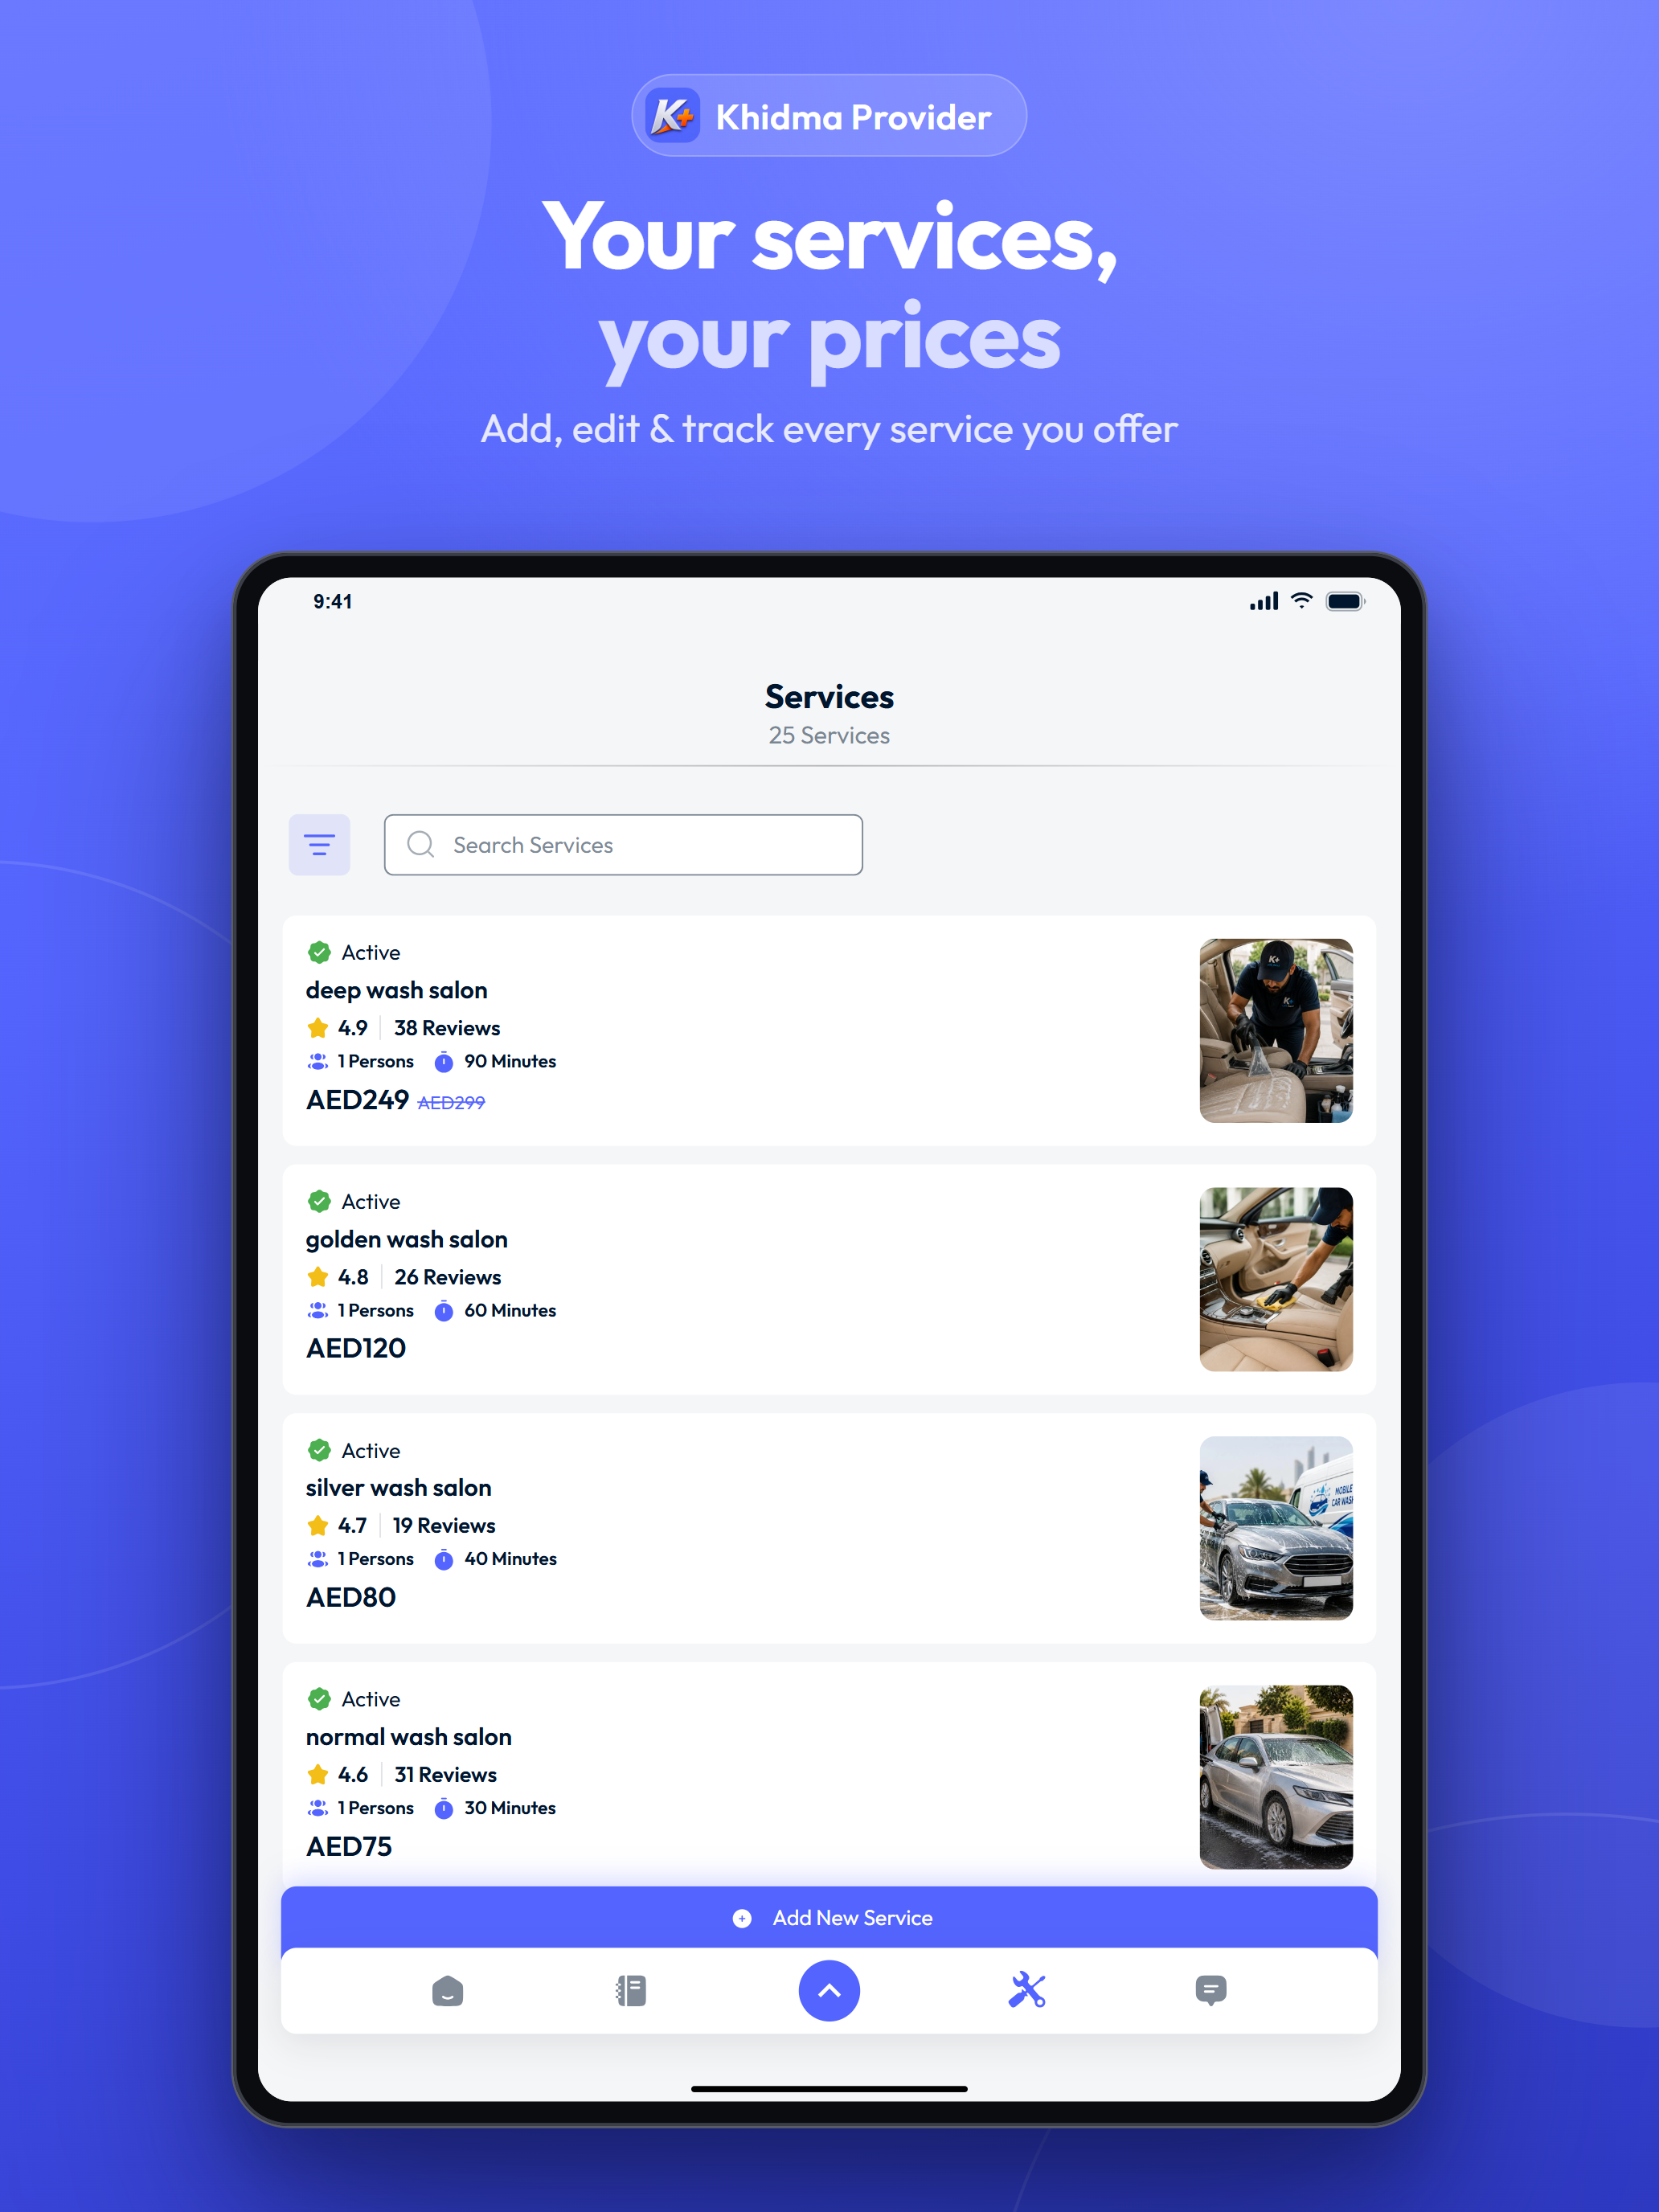 K+ Khidma Provider
Your services,
your prices
Add, edit & track every service you offer
9:41
Services
25 Services
Search Services
Active
deep wash salon
4.9 38 Reviews
1 Persons 90 Minutes
AED249 AED299
K+
K+
Active
golden wash salon
4.8 26 Reviews
1 Persons 60 Minutes
AED120
Active
silver wash salon
4.7 19 Reviews
1 Persons 40 Minutes
AED80
MOBILE
CAR WASH
Active
normal wash salon
4.6 31 Reviews
1 Persons 30 Minutes
AED75
Add New Service